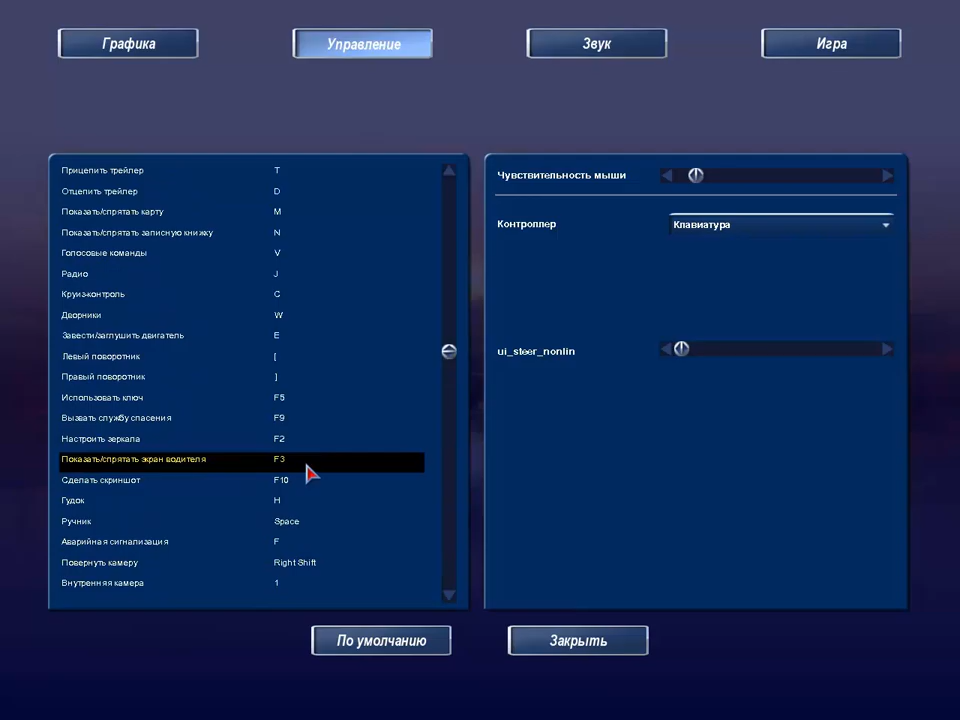 Графика
Управление
Звук
Игра
Прицепить трейлер T
Отцепить трейлер D
Показать/спрятать карту M
Показать/спрятать записную книжку N
Голосовые команды V
Радио J
Круиз-контроль C
Дворники W
Завести/заглушить двигатель E
Левый поворотник [
Правый поворотник ]
Использовать ключ F5
Вызвать службу спасения F9
Настроить зеркала F2
Показать/спрятать экран водителя F3
Сделать скриншот F10
Гудок H
Ручник Space
Аварийная сигнализация F
Повернуть камеру Right Shift
Внутренняя камера 1
Чувствительность мыши
Контроллер Клавиатура
ui_steer_nonlin
По умолчанию
Закрыть